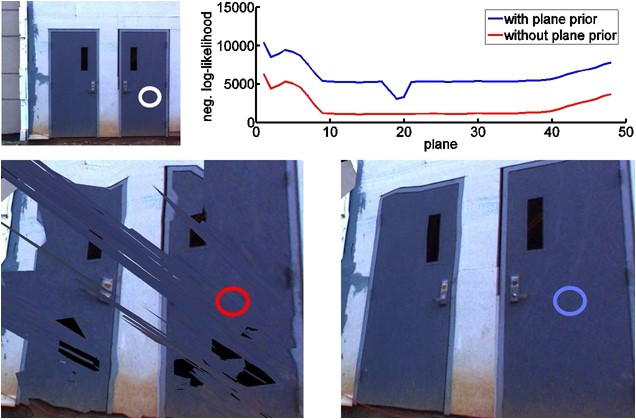 15000
10000
5000
0
neg. log-likelihood
with plane prior
without plane prior
0 10 20 30 40 50
plane